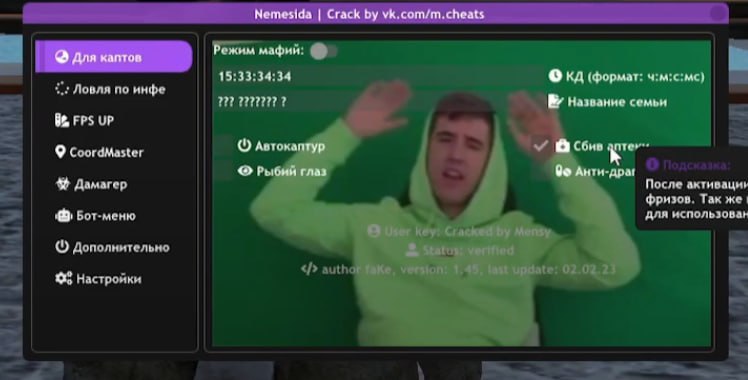 Nemesida | Crack by vk.com/m.cheats
Для каптов
Ловля по инфе
FPS UP
CoordMaster
Дамагер
Бот-меню
Дополнительно
Настройки
Режим мафий:
15:33:34:34
КД (формат: ч:м:с:мс)
??? ??????? ?
Название семьи
Автокаптур
Сбив аптеки
Рыбий глаз
Анти-драг
Подсказка:
После активации
фризов. Так же
для использован
User key: Cracked by Mensy
Status: verified
author faKe, version: 1.45, last update: 02.02.23